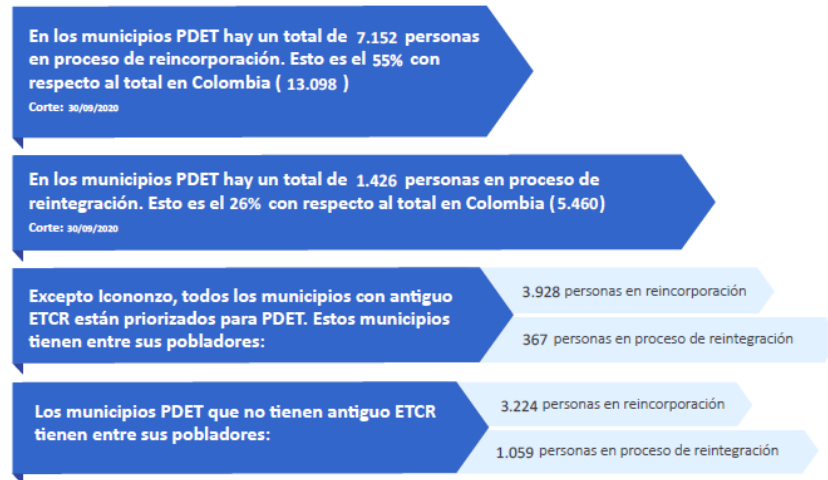 En los municipios PDET hay un total de 7.152 personas
en proceso de reincorporación. Esto es el 55% con
respecto al total en Colombia ( 13.098 )
Corte: 30/09/2020
En los municipios PDET hay un total de 1.426 personas en proceso de
reintegración. Esto es el 26% con respecto al total en Colombia (5.460)
Corte: 30/09/2020
Excepto Icononzo, todos los municipios con antiguo
ETCR están priorizados para PDET. Estos municipios
tienen entre sus pobladores:
3.928 personas en reincorporación
367 personas en proceso de reintegración
Los municipios PDET que no tienen antiguo ETCR
tienen entre sus pobladores:
3.224 personas en reincorporación
1.059 personas en proceso de reintegración